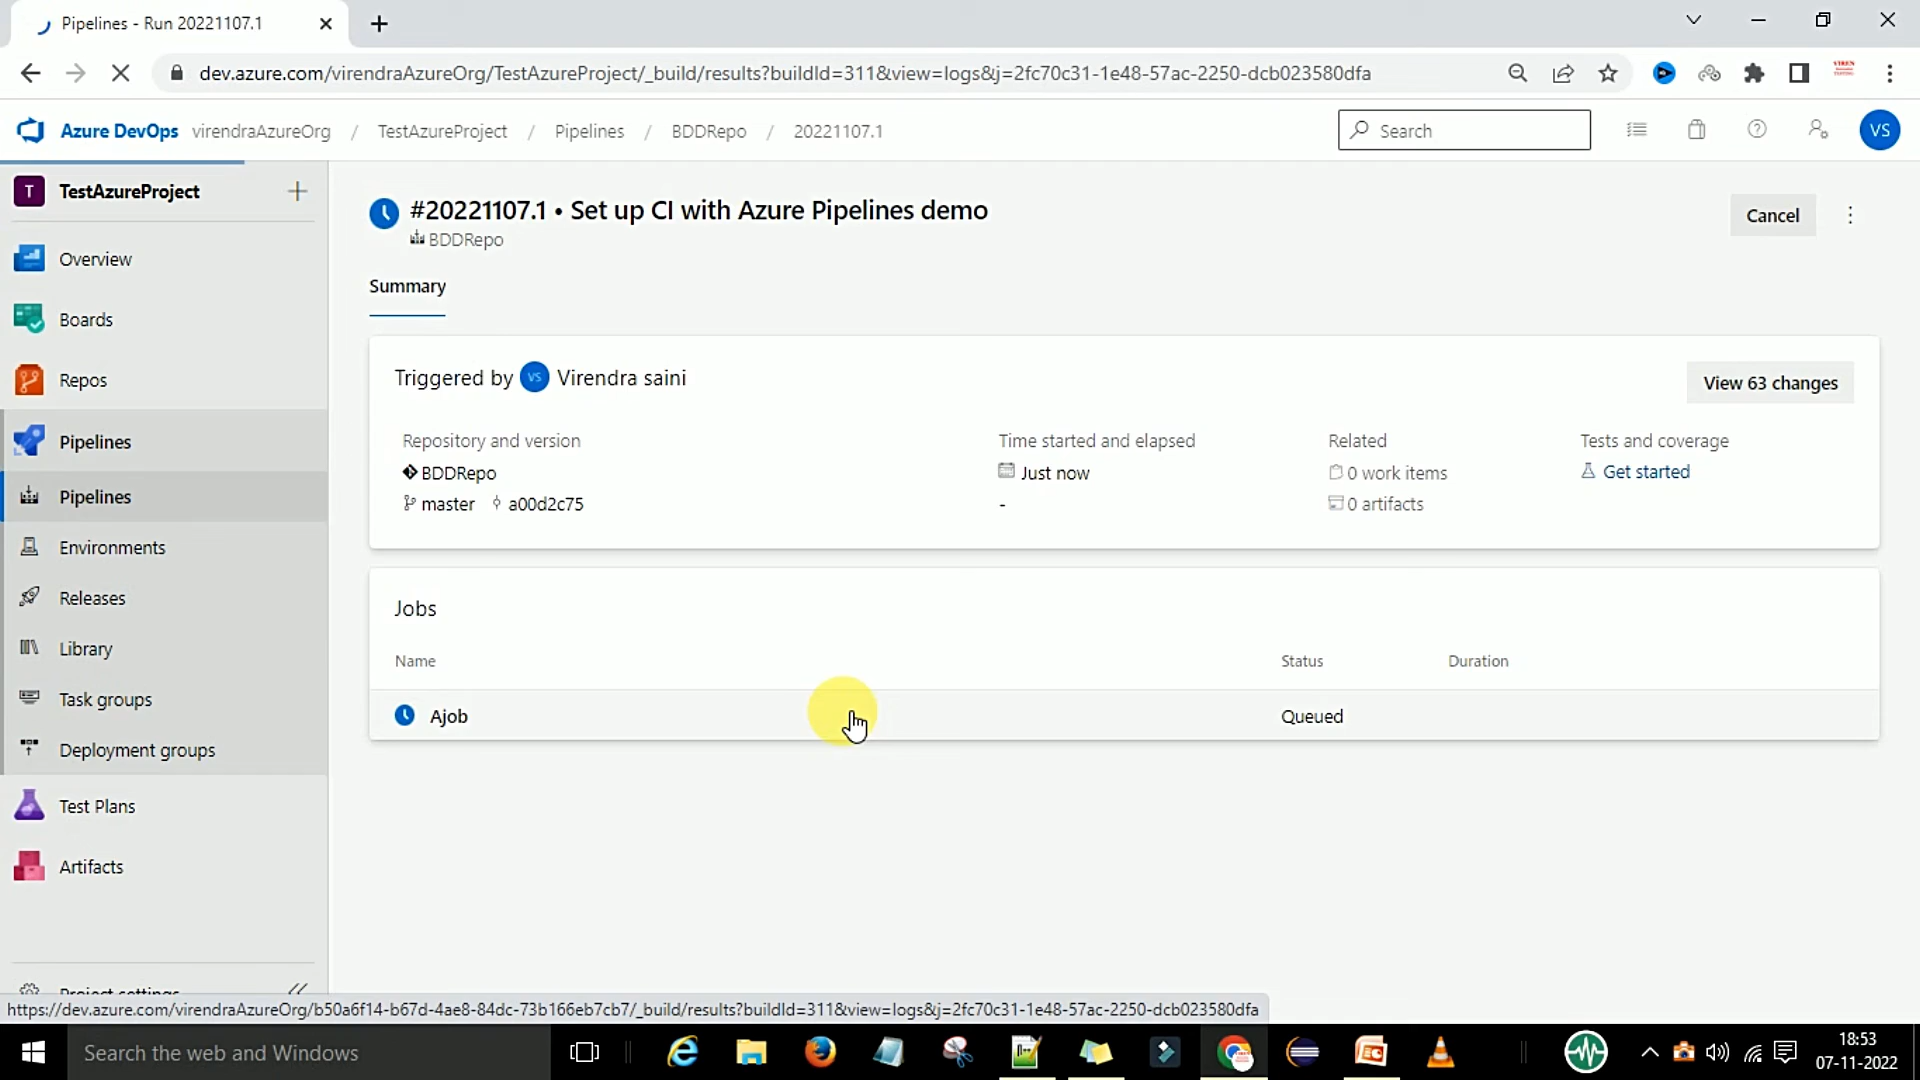 Pipelines - Run 20221107.1
dev.azure.com/virendraAzureOrg/TestAzureProject/_build/results?buildId=311&view=logs&j=2fc70c31-1e48-57ac-2250-dcb023580dfa
Azure DevOps virendraAzureOrg / TestAzureProject / Pipelines / BDDRepo / 20221107.1
Search
VS
T TestAzureProject
Overview
Boards
Repos
Pipelines
Pipelines
Environments
Releases
Library
Task groups
Deployment groups
Test Plans
Artifacts
Project settings
#20221107.1 • Set up CI with Azure Pipelines demo
BDDRepo
Cancel
Summary
Triggered by VS Virendra saini
View 63 changes
Repository and version
BDDRepo
master a00d2c75
Time started and elapsed
Just now
-
Related
0 work items
0 artifacts
Tests and coverage
Get started
Jobs
Name Status Duration
Ajob Queued
https://dev.azure.com/virendraAzureOrg/b50a6f14-b67d-4ae8-84dc-73b166eb7cb7/_build/results?buildId=311&view=logs&j=2fc70c31-1e48-57ac-2250-dcb023580dfa
Search the web and Windows
18:53
07-11-2022